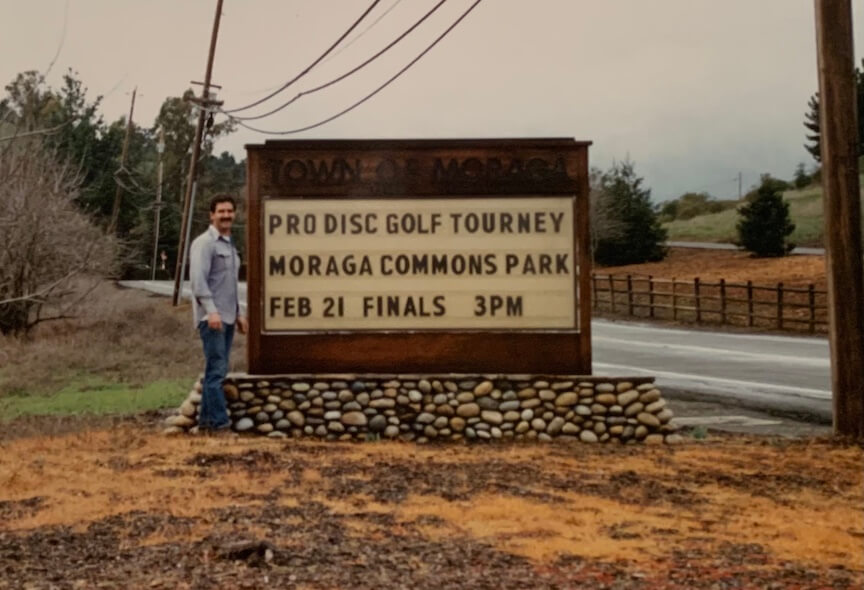 TOWN OF MORAGA
PRO DISC GOLF TOURNEY
MORAGA COMMONS PARK
FEB 21 FINALS 3PM